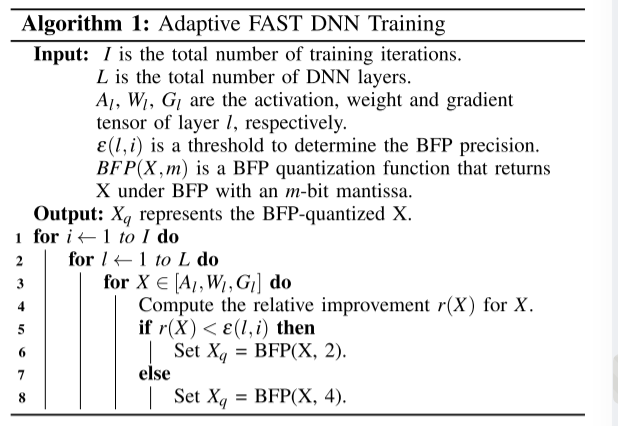 Algorithm 1: Adaptive FAST DNN Training
Input: I is the total number of training iterations.
L is the total number of DNN layers.
A_l, W_l, G_l are the activation, weight and gradient
tensor of layer l, respectively.
ε(l,i) is a threshold to determine the BFP precision.
BFP(X,m) is a BFP quantization function that returns
X under BFP with an m-bit mantissa.
Output: X_q represents the BFP-quantized X.
1 for i ← 1 to I do
2 for l ← 1 to L do
3 for X ∈ [A_l, W_l, G_l] do
4 Compute the relative improvement r(X) for X.
5 if r(X) < ε(l,i) then
6 Set X_q = BFP(X, 2).
7 else
8 Set X_q = BFP(X, 4).